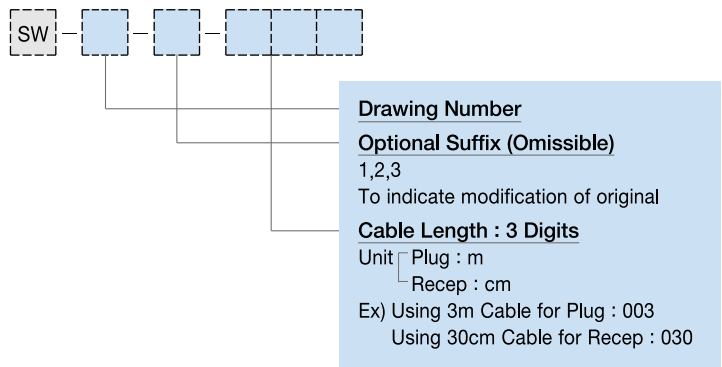 SW
Drawing Number
Optional Suffix (Omissible)
1,2,3
To indicate modification of original
Cable Length : 3 Digits
Unit Plug : m
Recep : cm
Ex) Using 3m Cable for Plug : 003
Using 30cm Cable for Recep : 030